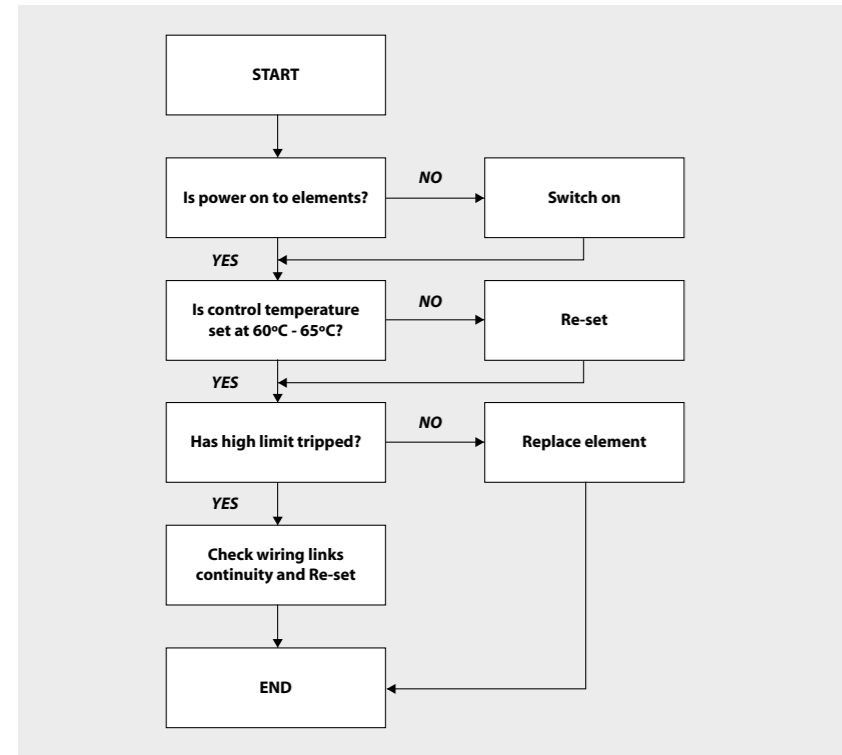 START
Is power on to elements?
NO
Switch on
YES
Is control temperature
set at 60ºC - 65ºC?
NO
Re-set
YES
Has high limit tripped?
NO
Replace element
YES
Check wiring links
continuity and Re-set
END